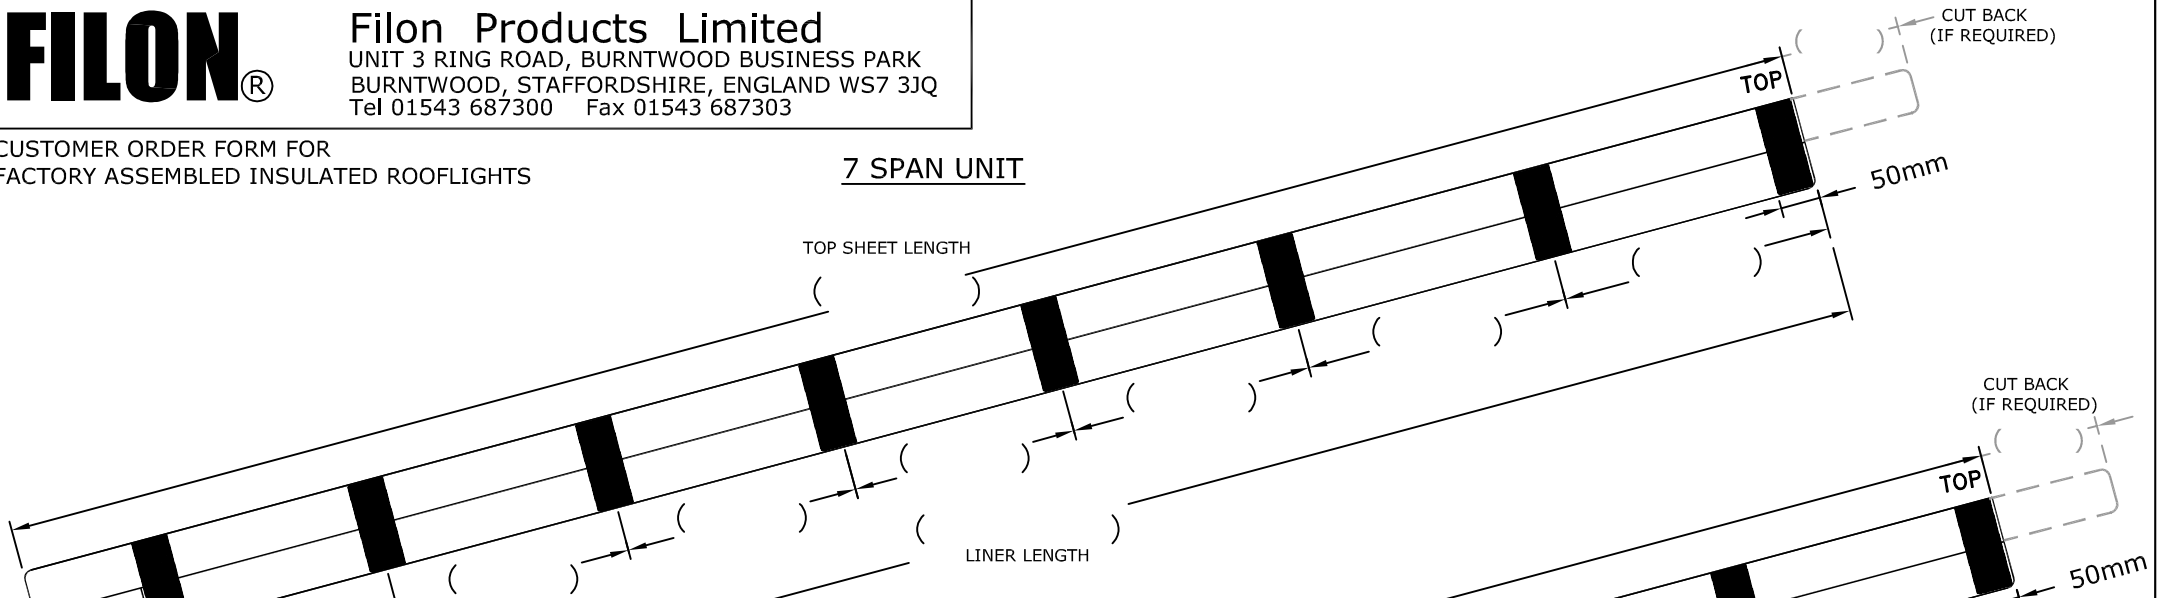 FILON®
Filon Products Limited
UNIT 3 RING ROAD, BURNTWOOD BUSINESS PARK
BURNTWOOD, STAFFORDSHIRE, ENGLAND WS7 3JQ
Tel 01543 687300 Fax 01543 687303
CUSTOMER ORDER FORM FOR
FACTORY ASSEMBLED INSULATED ROOFLIGHTS
7 SPAN UNIT
CUT BACK
(IF REQUIRED)
( )
TOP
50mm
TOP SHEET LENGTH
( )
( )
( )
( )
( )
( )
( )
( )
LINER LENGTH
CUT BACK
(IF REQUIRED)
( )
TOP
50mm